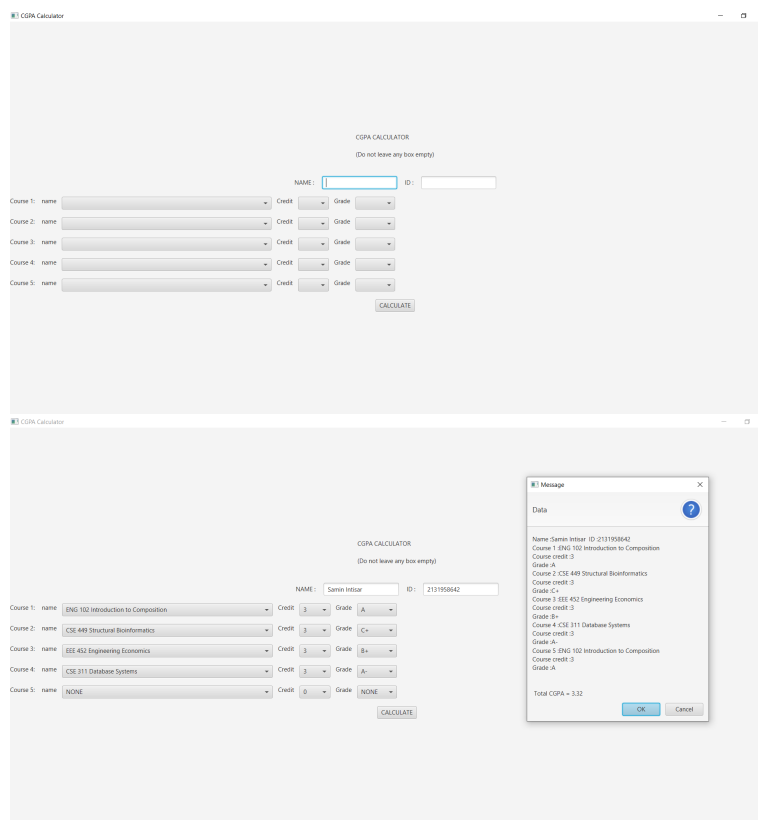 CGPA Calculator
CGPA CALCULATOR
(Do not leave any box empty)
NAME : ID :
Course 1: name Credit Grade
Course 2: name Credit Grade
Course 3: name Credit Grade
Course 4: name Credit Grade
Course 5: name Credit Grade
CALCULATE
CGPA Calculator
CGPA CALCULATOR
(Do not leave any box empty)
NAME : Samin Intisar ID : 2131958642
Course 1: name ENG 102 Introduction to Composition Credit 3 Grade A
Course 2: name CSE 449 Structural Bioinformatics Credit 3 Grade C+
Course 3: name EEE 452 Engineering Economics Credit 3 Grade B+
Course 4: name CSE 311 Database Systems Credit 3 Grade A-
Course 5: name NONE Credit 0 Grade NONE
CALCULATE
Message
Data
Name :Samin Intisar ID :2131958642
Course 1 :ENG 102 Introduction to Composition
Course credit :3
Grade :A
Course 2 :CSE 449 Structural Bioinformatics
Course credit :3
Grade :C+
Course 3 :EEE 452 Engineering Economics
Course credit :3
Grade :B+
Course 4 :CSE 311 Database Systems
Course credit :3
Grade :A-
Course 5 :ENG 102 Introduction to Composition
Course credit :3
Grade :A
Total CGPA = 3.32
OK Cancel